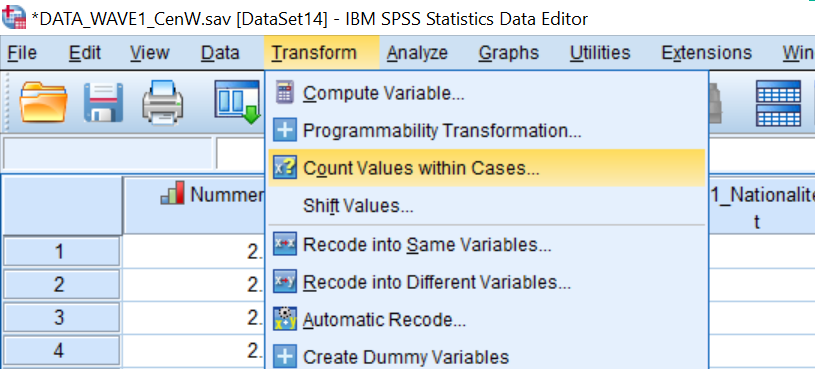 *DATA_WAVE1_CenW.sav [DataSet14] - IBM SPSS Statistics Data Editor
File Edit View Data Transform Analyze Graphs Utilities Extensions Win
Compute Variable...
Programmability Transformation...
Count Values within Cases...
Shift Values...
Recode into Same Variables...
Recode into Different Variables...
Automatic Recode...
Create Dummy Variables
Nummer
1_Nationalite
t
1 2.
2 2.
3 2.
4 2.